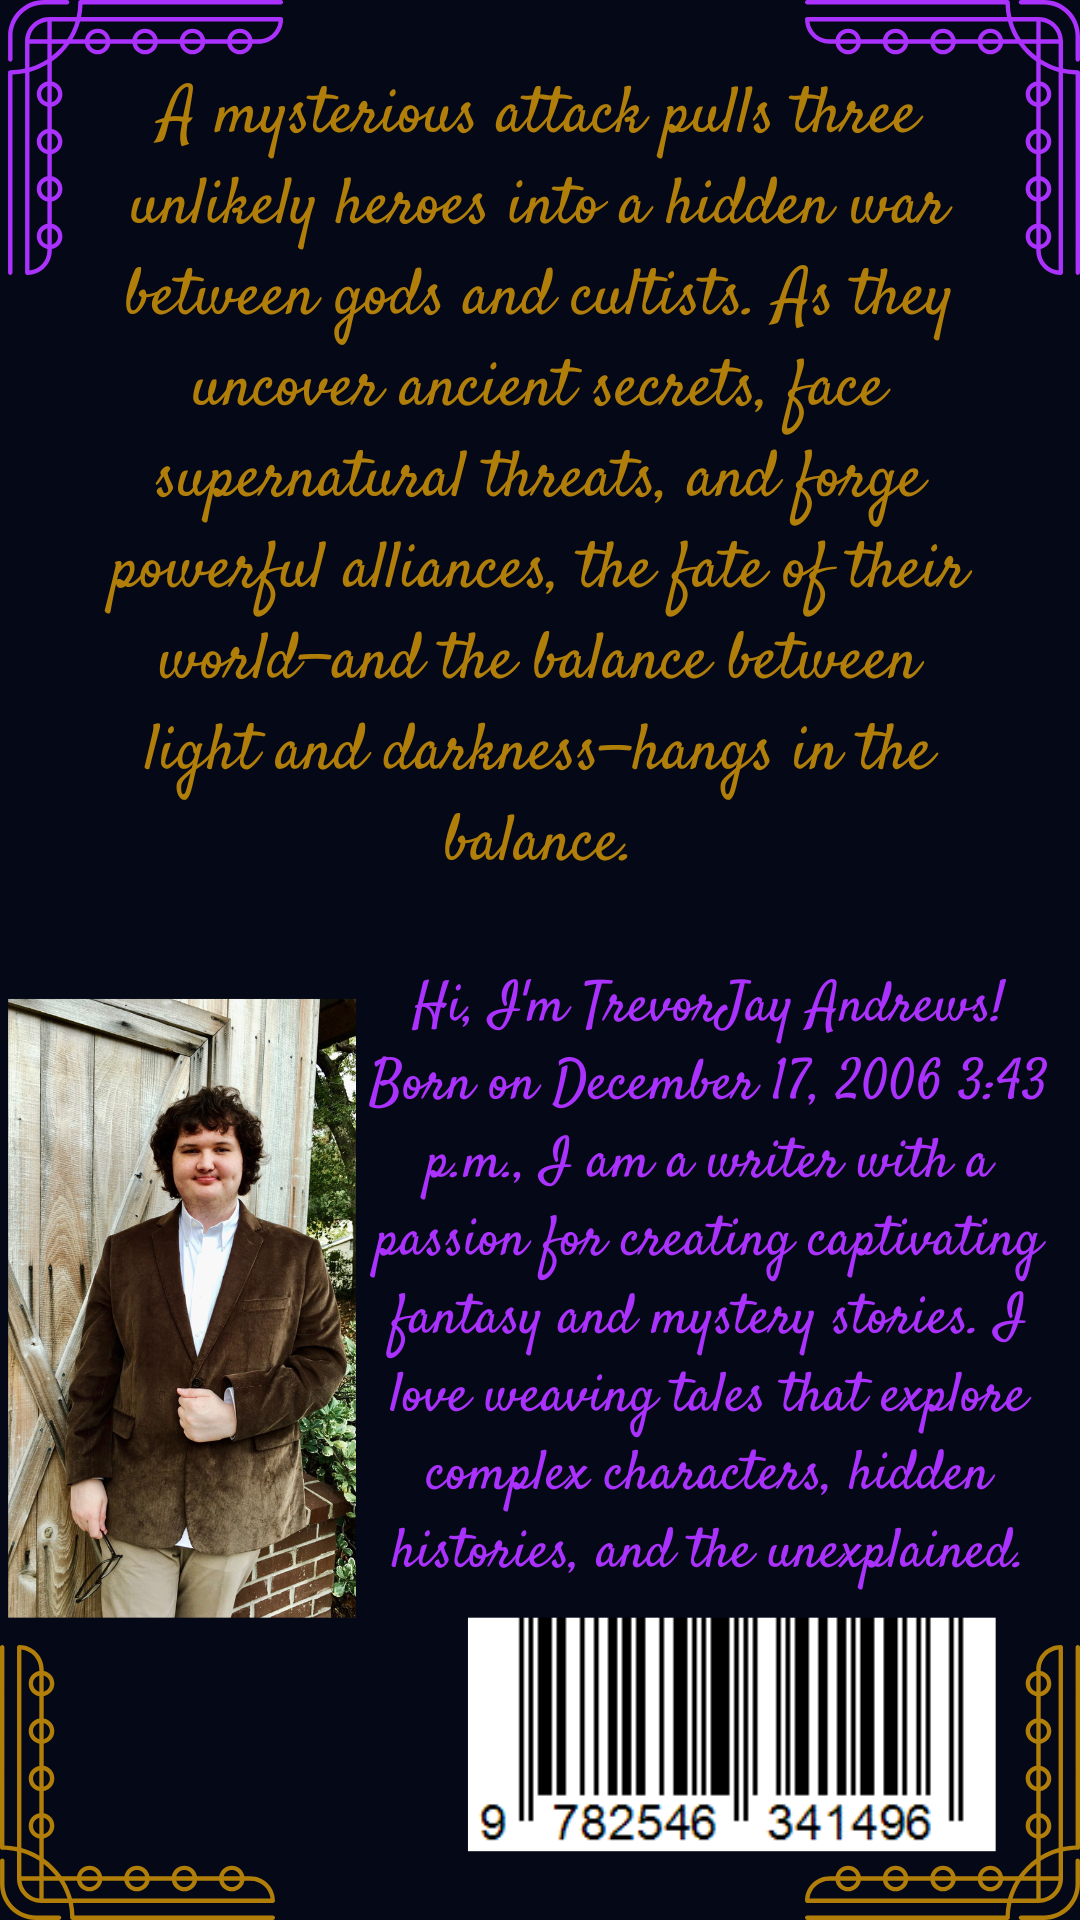 A mysterious attack pulls three
unlikely heroes into a hidden war
between gods and cultists. As they
uncover ancient secrets, face
supernatural threats, and forge
powerful alliances, the fate of their
world—and the balance between
light and darkness—hangs in the
balance.
Hi, I'm TrevorJay Andrews!
Born on December 17, 2006 3:43
p.m., I am a writer with a
passion for creating captivating
fantasy and mystery stories. I
love weaving tales that explore
complex characters, hidden
histories, and the unexplained.
9 782546 341496